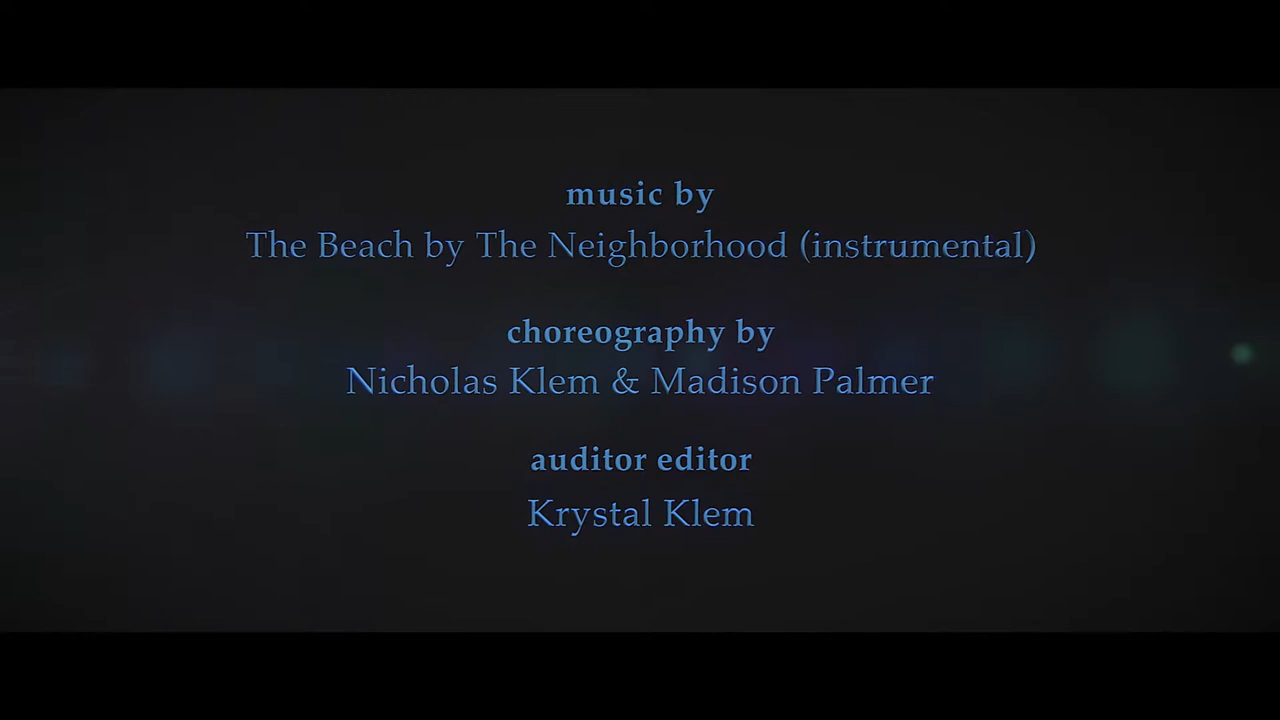 music by
The Beach by The Neighborhood (instrumental)
choreography by
Nicholas Klem & Madison Palmer
auditor editor
Krystal Klem